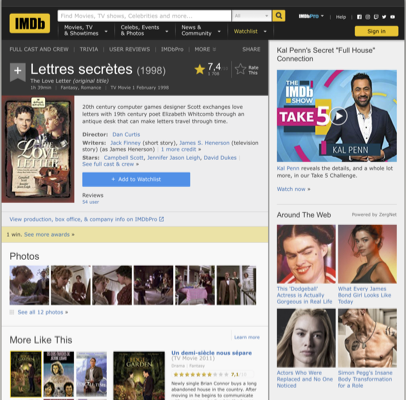 IMDb
Find Movies, TV shows, Celebrities and more...
All
IMDbPro
Help
Movies, TV
& Showtimes
Celebs, Events
& Photos
News &
Community
Watchlist
Sign in
FULL CAST AND CREW
TRIVIA
USER REVIEWS
IMDbPro
MORE
SHARE
Lettres secrètes (1998)
The Love Letter (original title)
1h 39min | Fantasy, Romance | TV Movie 1 February 1998
7,4
Rate
This
20th century computer games designer Scott exchanges love
letters with 19th century poet Elizabeth Whitcomb through an
antique desk that can make letters travel through time.
Director: Dan Curtis
Writers: Jack Finney (short story), James S. Henerson (television
story) (as James Henerson) | 1 more credit »
Stars: Campbell Scott, Jennifer Jason Leigh, David Dukes |
See full cast & crew »
+ Add to Watchlist
Reviews
54 user
View production, box office, & company info on IMDbPro
1 win. See more awards »
Photos
See all 12 photos »
More Like This
Learn more
Un demi-siècle nous sépare
(TV Movie 2011)
Drama | Fantasy
7,1
Newly single Brian Connor buys a long
abandoned house in the country. After
moving in he begins to communicate
Kal Penn's Secret "Full House"
Connection
THE
IMDb
SHOW
TAKE 5
KAL PENN
Kal Penn reveals the details, and a whole lot
more, in our Take 5 Challenge.
Watch now »
Around The Web
Powered by ZergNet
This 'Dodgeball'
Actress is Actually
Gorgeous in Real Life
What Every James
Bond Girl Looks Like
Today
Actors Who Were
Replaced and No One
Noticed
Simon Pegg's Insane
Body Transformation
for a Role